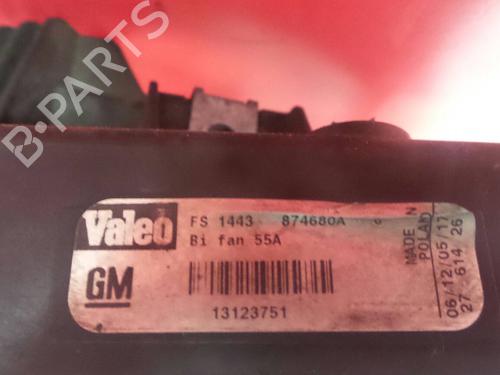 B-PARTS
Valeo
FS 1443 874680A
Bi fan 55A
GM
13123751
MADE IN
POLAND
06/12/05 17
27 614 26